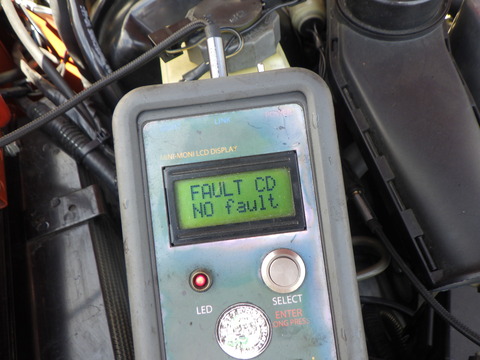 MINI-MONI LCD DISPLAY
FAULT CD
NO fault
LED
SELECT
ENTER